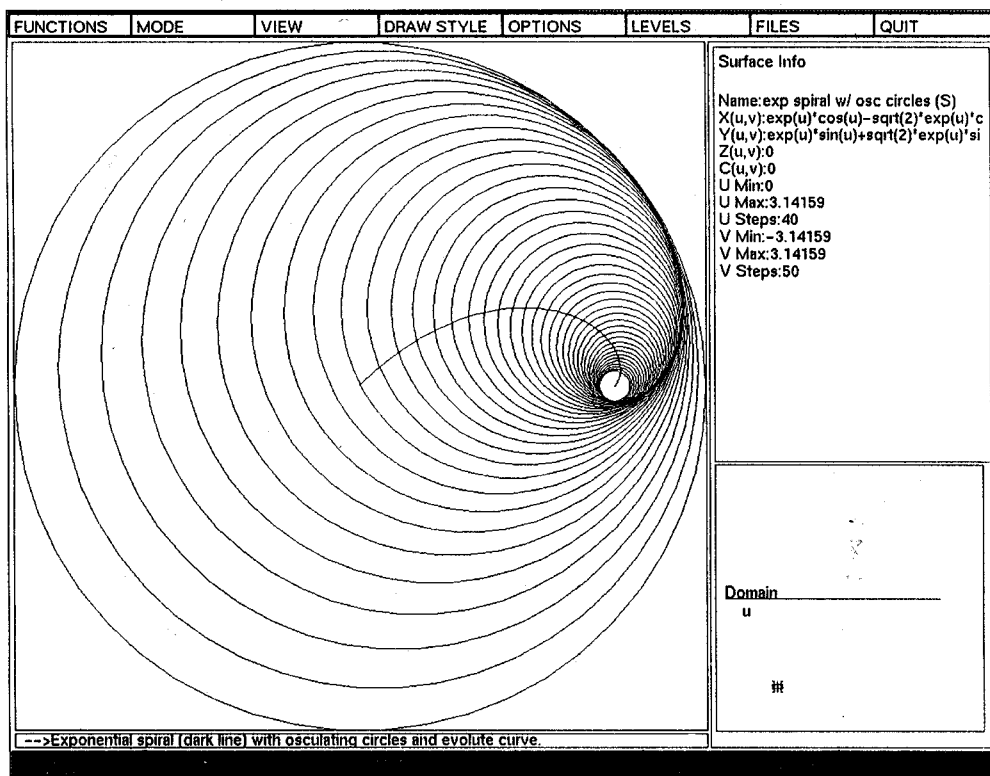 FUNCTIONS MODE VIEW DRAW STYLE OPTIONS LEVELS FILES QUIT
Surface Info
Name:exp spiral w/ osc circles (S)
X(u,v):exp(u)*cos(u)-sqrt(2)*exp(u)*c
Y(u,v):exp(u)*sin(u)+sqrt(2)*exp(u)*si
Z(u,v):0
C(u,v):0
U Min:0
U Max:3.14159
U Steps:40
V Min:-3.14159
V Max:3.14159
V Steps:50
Domain
u
-->Exponential spiral (dark line) with osculating circles and evolute curve.